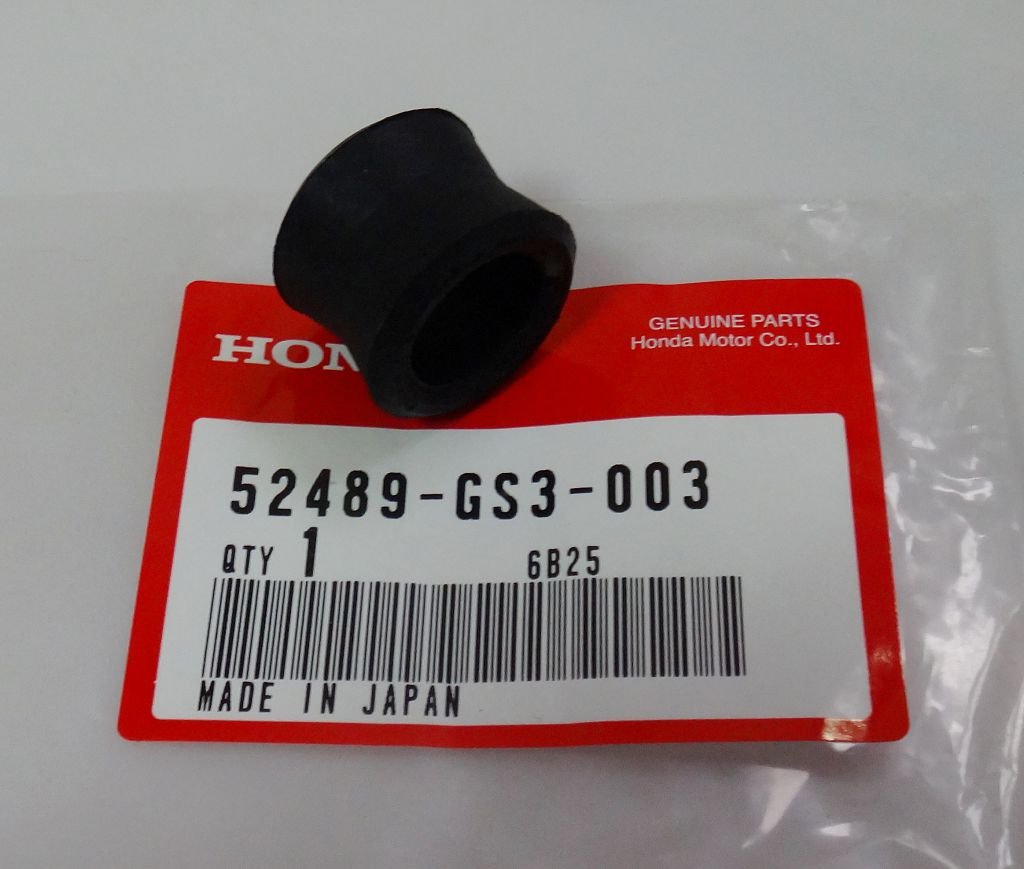 HON
GENUINE PARTS
Honda Motor Co., Ltd.
52489-GS3-003
QTY 1 6B25
MADE IN JAPAN